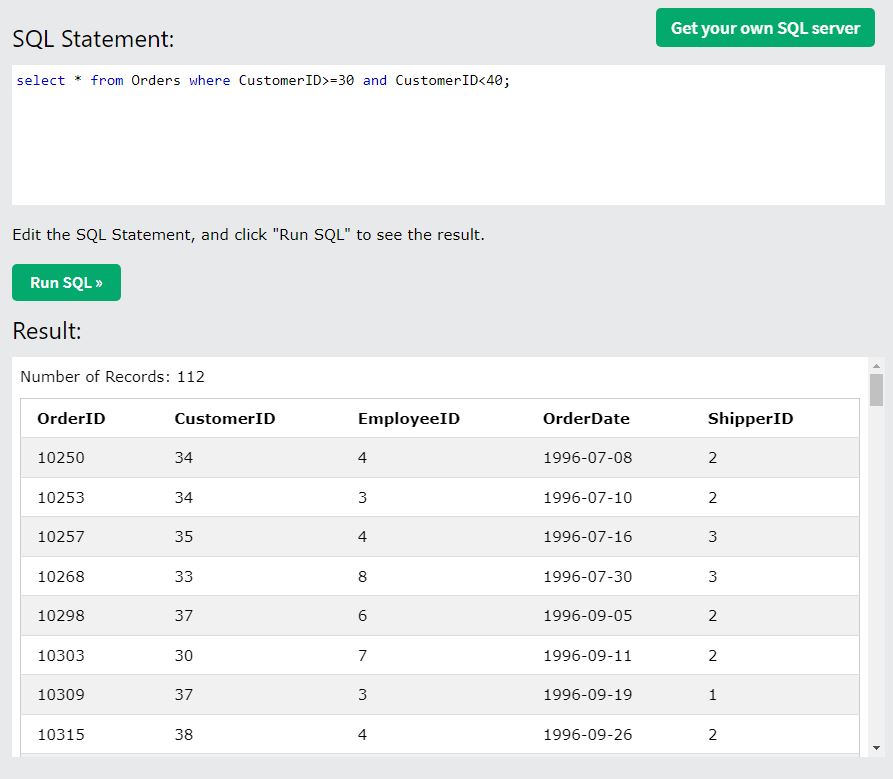 SQL Statement:
Get your own SQL server
select * from Orders where CustomerID>=30 and CustomerID<40;
Edit the SQL Statement, and click "Run SQL" to see the result.
Run SQL »
Result:
Number of Records: 112
OrderID CustomerID EmployeeID OrderDate ShipperID
10250 34 4 1996-07-08 2
10253 34 3 1996-07-10 2
10257 35 4 1996-07-16 3
10268 33 8 1996-07-30 3
10298 37 6 1996-09-05 2
10303 30 7 1996-09-11 2
10309 37 3 1996-09-19 1
10315 38 4 1996-09-26 2